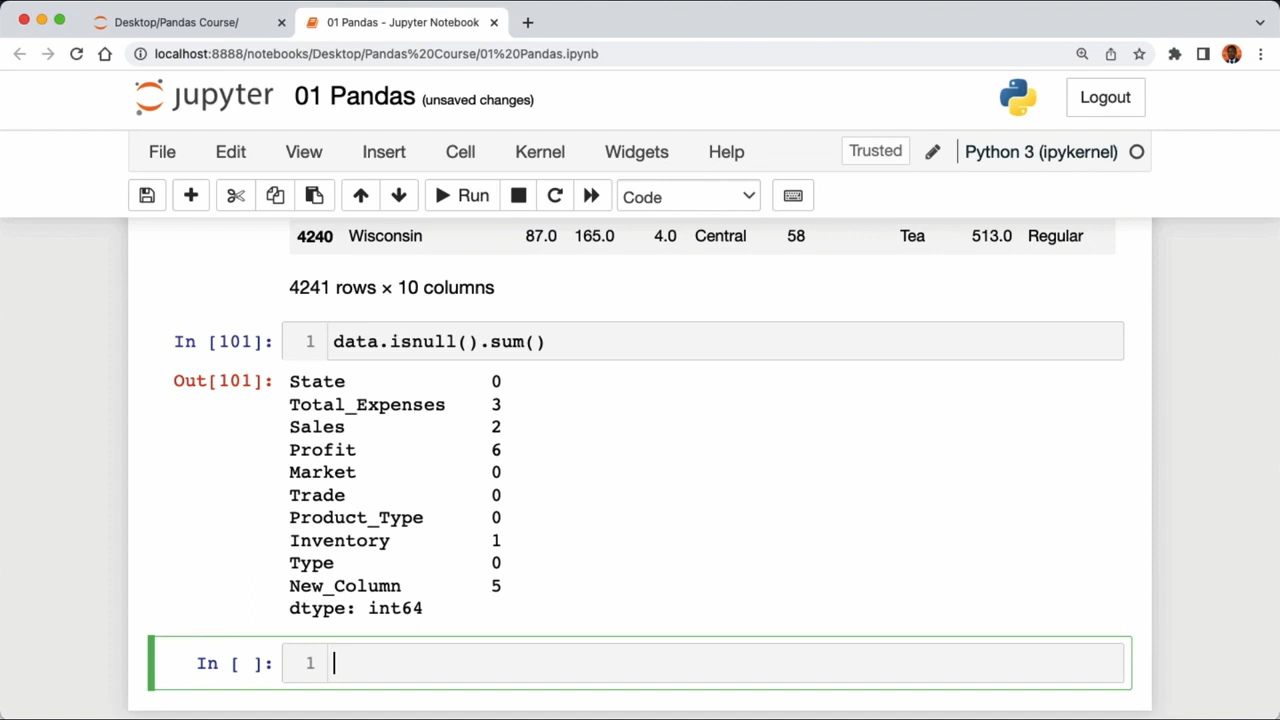 Desktop/Pandas Course/
01 Pandas - Jupyter Notebook
localhost:8888/notebooks/Desktop/Pandas%20Course/01%20Pandas.ipynb
jupyter 01 Pandas (unsaved changes)
Logout
File Edit View Insert Cell Kernel Widgets Help Trusted Python 3 (ipykernel)
Run Code
4240 Wisconsin 87.0 165.0 4.0 Central 58 Tea 513.0 Regular
4241 rows × 10 columns
In [101]: 1 data.isnull().sum()
Out[101]: State 0
Total_Expenses 3
Sales 2
Profit 6
Market 0
Trade 0
Product_Type 0
Inventory 1
Type 0
New_Column 5
dtype: int64
In [ ]: 1